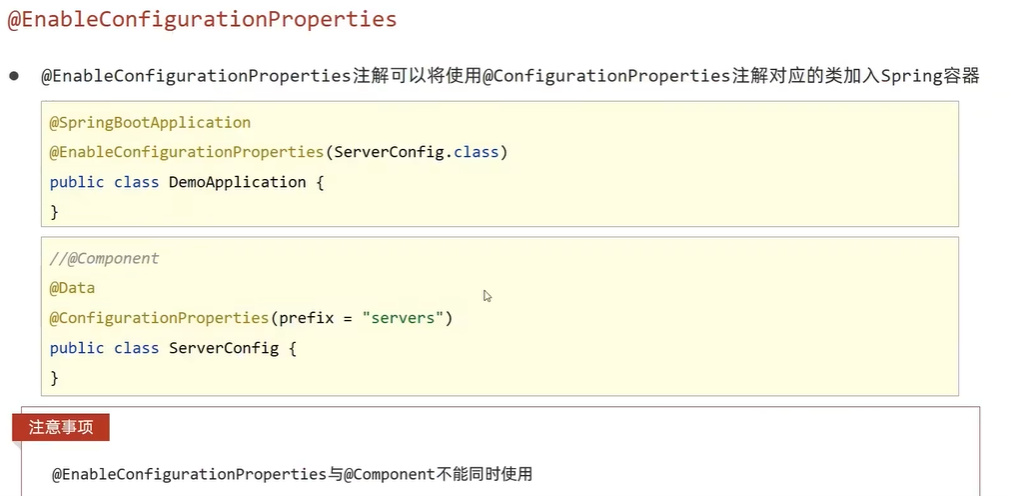 @EnableConfigurationProperties
● @EnableConfigurationProperties注解可以将使用@ConfigurationProperties注解对应的类加入Spring容器
@SpringBootApplication
@EnableConfigurationProperties(ServerConfig.class)
public class DemoApplication {
}
//@Component
@Data
@ConfigurationProperties(prefix = "servers")
public class ServerConfig {
}
注意事项
@EnableConfigurationProperties与@Component不能同时使用